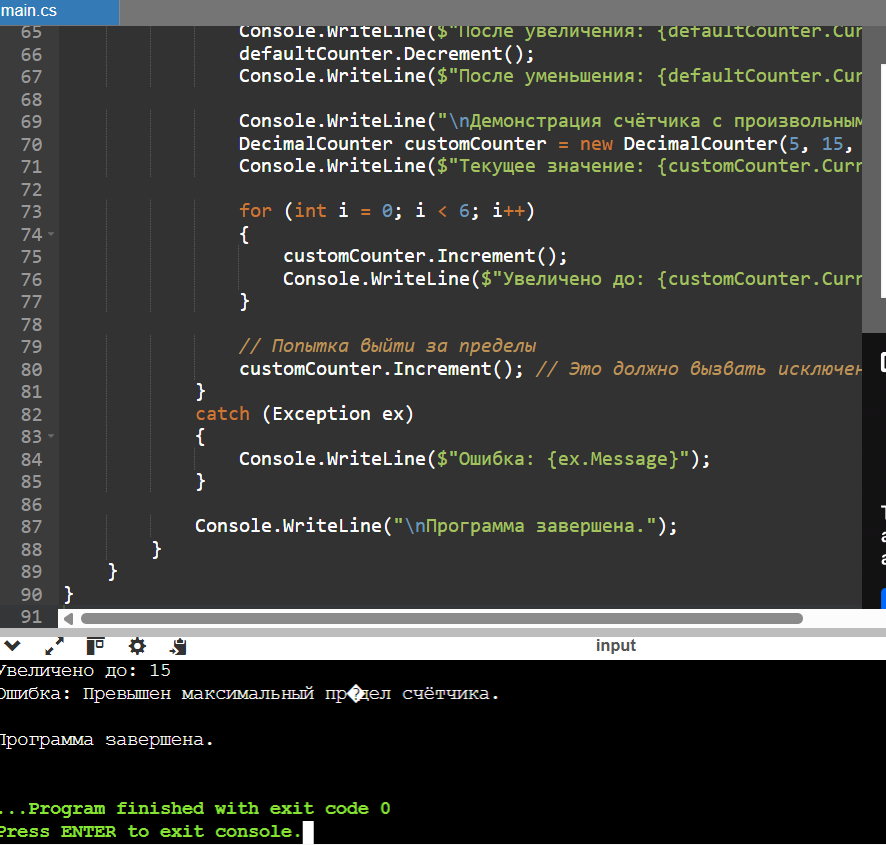 main.cs
65 Console.WriteLine($"После увеличения: {defaultCounter.Cur
66 defaultCounter.Decrement();
67 Console.WriteLine($"После уменьшения: {defaultCounter.Cur
68
69 Console.WriteLine("\nДемонстрация счётчика с произвольным
70 DecimalCounter customCounter = new DecimalCounter(5, 15,
71 Console.WriteLine($"Текущее значение: {customCounter.Curr
72
73 for (int i = 0; i < 6; i++)
74 {
75 customCounter.Increment();
76 Console.WriteLine($"Увеличено до: {customCounter.Curr
77 }
78
79 // Попытка выйти за пределы
80 customCounter.Increment(); // Это должно вызвать исключен
81 }
82 catch (Exception ex)
83 {
84 Console.WriteLine($"Ошибка: {ex.Message}");
85 }
86
87 Console.WriteLine("\nПрограмма завершена.");
88 }
89 }
90 }
91
input
Увеличено до: 15
Ошибка: Превышен максимальный пр�дел счётчика.
Программа завершена.
...Program finished with exit code 0
Press ENTER to exit console.